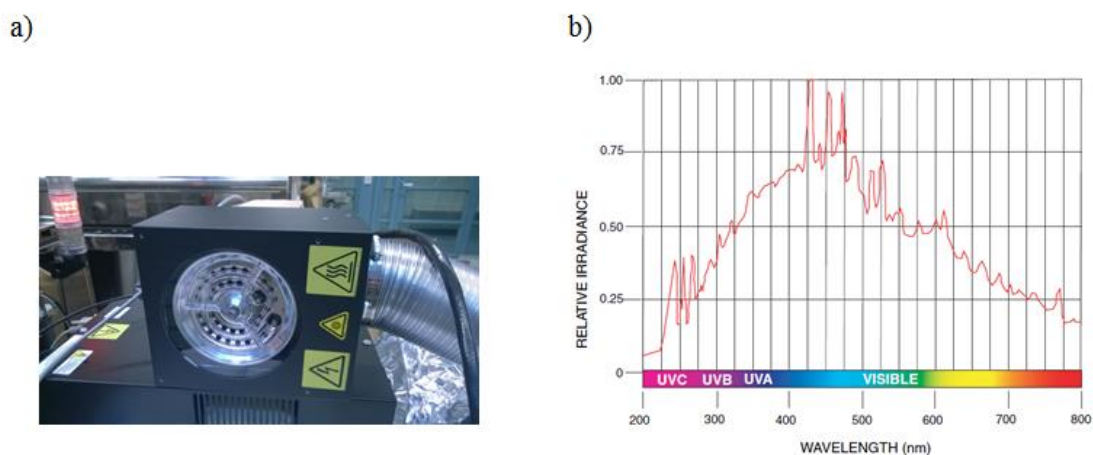 a)
b)
1.00
0.75
0.50
0.25
0
RELATIVE IRRADIANCE
UVC UVB UVA VISIBLE
200 300 400 500 600 700 800
WAVELENGTH (nm)